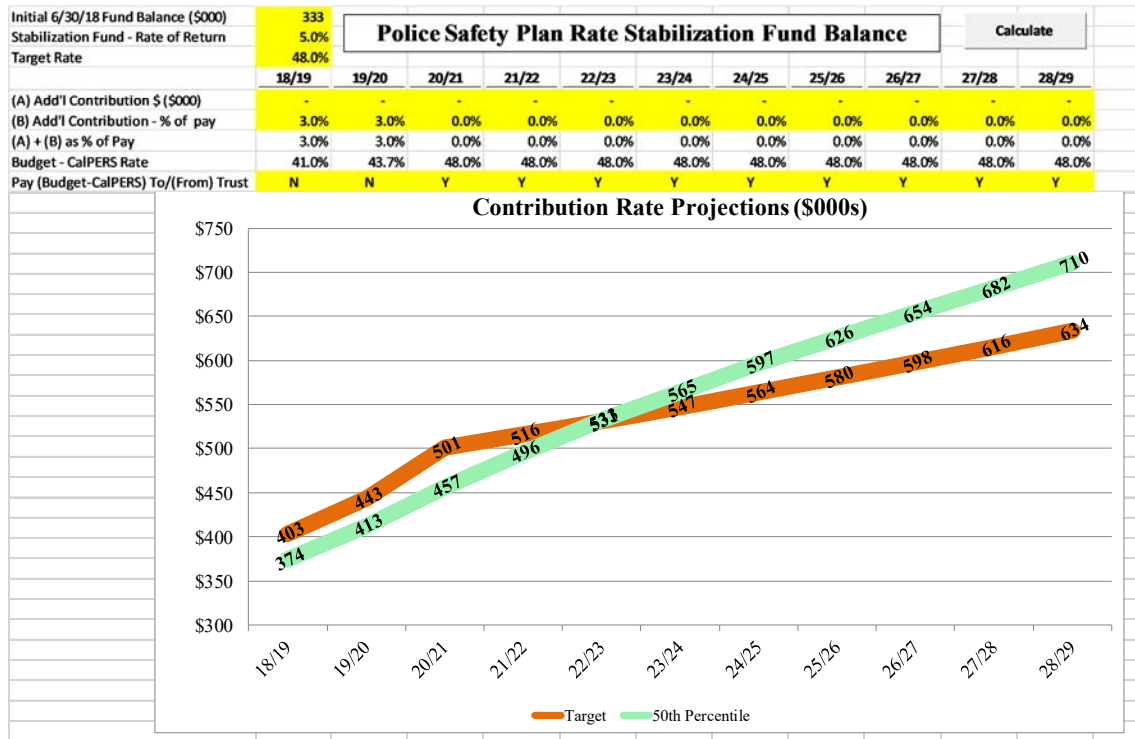 Initial 6/30/18 Fund Balance ($000) 333
Stabilization Fund - Rate of Return 5.0%
Target Rate 48.0%
Police Safety Plan Rate Stabilization Fund Balance
Calculate
18/19 19/20 20/21 21/22 22/23 23/24 24/25 25/26 26/27 27/28 28/29
(A) Add'l Contribution $ ($000) - - - - - - - - - - -
(B) Add'l Contribution - % of pay 3.0% 3.0% 0.0% 0.0% 0.0% 0.0% 0.0% 0.0% 0.0% 0.0% 0.0%
(A) + (B) as % of Pay 3.0% 3.0% 0.0% 0.0% 0.0% 0.0% 0.0% 0.0% 0.0% 0.0% 0.0%
Budget - CalPERS Rate 41.0% 43.7% 48.0% 48.0% 48.0% 48.0% 48.0% 48.0% 48.0% 48.0% 48.0%
Pay (Budget-CalPERS) To/(From) Trust N N Y Y Y Y Y Y Y Y Y
Contribution Rate Projections ($000s)
$750
$700
$650
$600
$550
$500
$450
$400
$350
$300
403 443 501 516 547 564 580 598 616 634
374 413 457 496 565 597 626 654 682 710
18/19 19/20 20/21 21/22 22/23 23/24 24/25 25/26 26/27 27/28 28/29
Target 50th Percentile